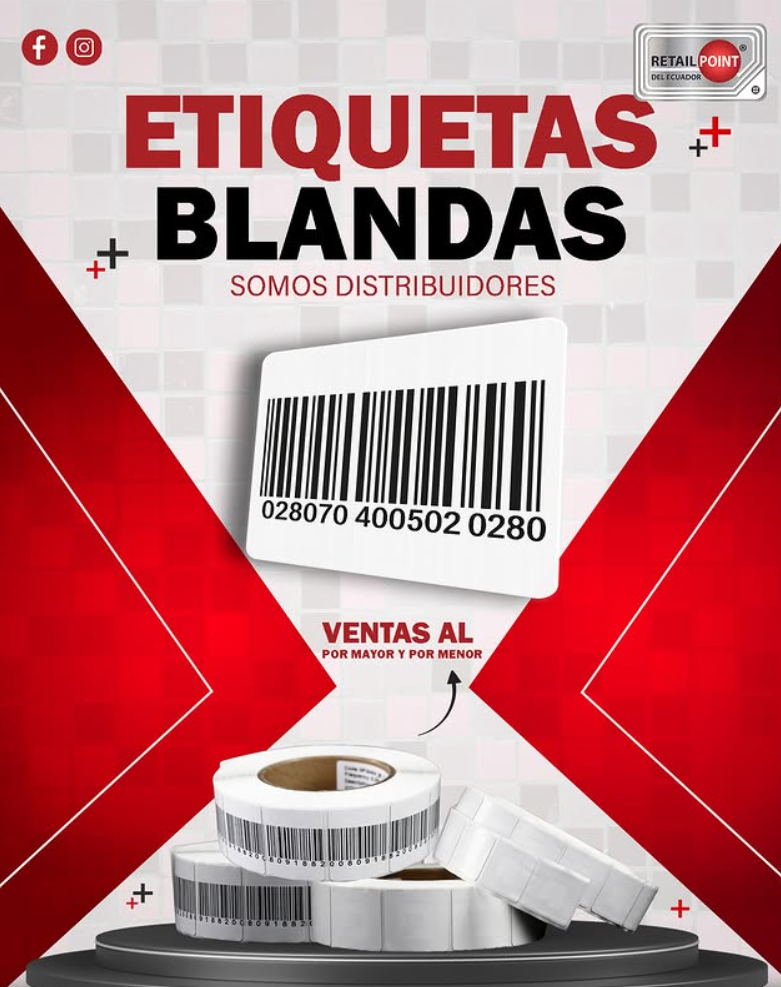 RETAIL POINT®
DEL ECUADOR
ETIQUETAS
BLANDAS
SOMOS DISTRIBUIDORES
028070 400502 0280
VENTAS AL
POR MAYOR Y POR MENOR